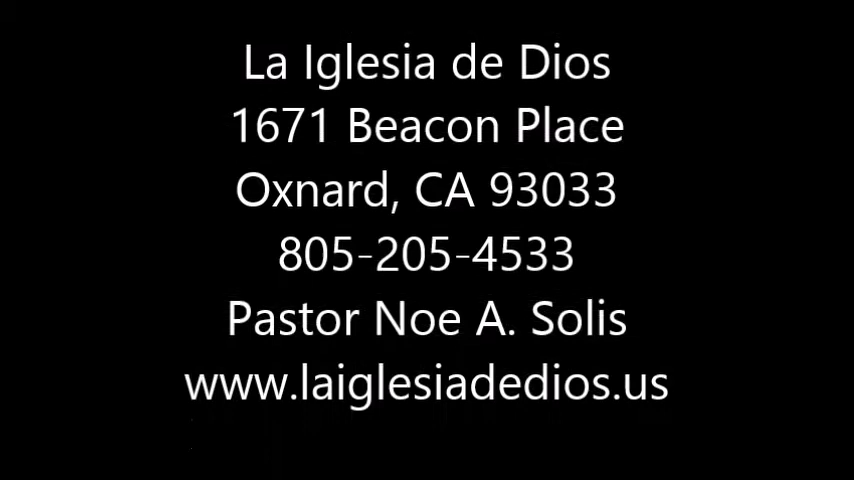 La Iglesia de Dios
1671 Beacon Place
Oxnard, CA 93033
805-205-4533
Pastor Noe A. Solis
www.laiglesiadedios.us